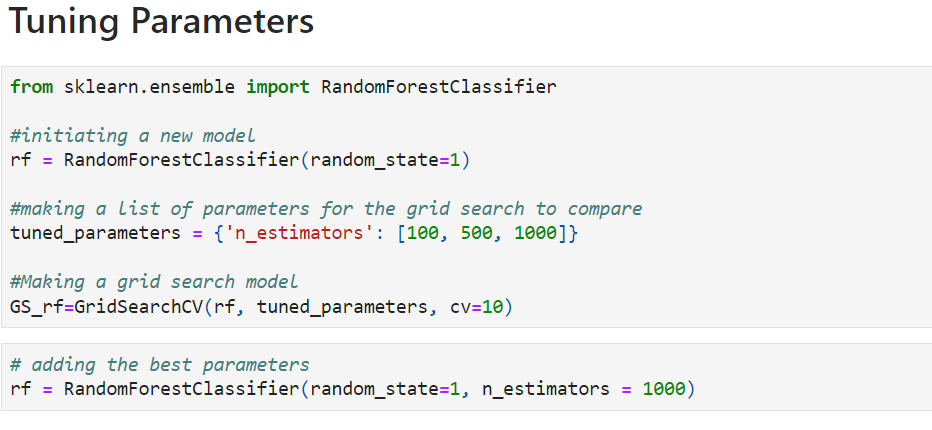 Tuning Parameters
from sklearn.ensemble import RandomForestClassifier
#initiating a new model
rf = RandomForestClassifier(random_state=1)
#making a list of parameters for the grid search to compare
tuned_parameters = {'n_estimators': [100, 500, 1000]}
#Making a grid search model
GS_rf=GridSearchCV(rf, tuned_parameters, cv=10)
# adding the best parameters
rf = RandomForestClassifier(random_state=1, n_estimators = 1000)